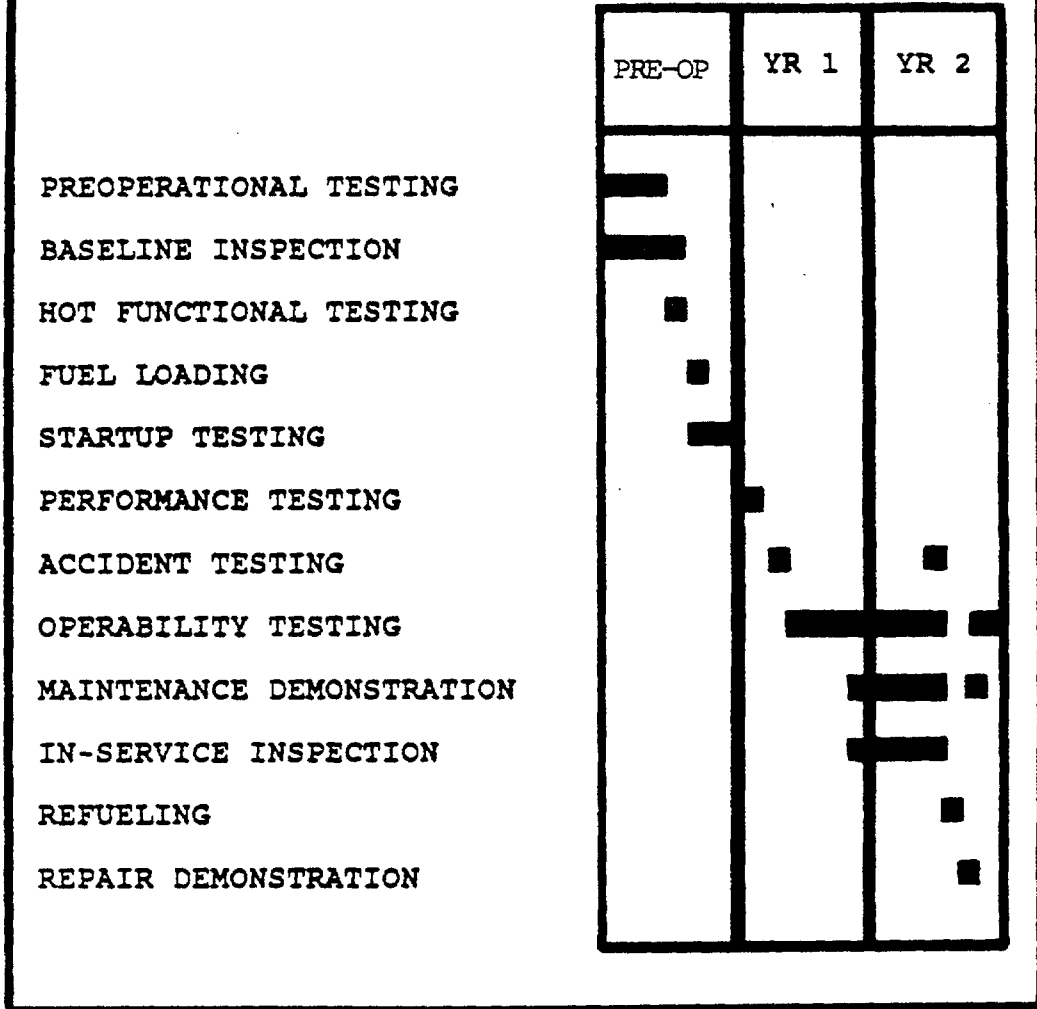 PRE-OP YR 1 YR 2
PREOPERATIONAL TESTING
BASELINE INSPECTION
HOT FUNCTIONAL TESTING
FUEL LOADING
STARTUP TESTING
PERFORMANCE TESTING
ACCIDENT TESTING
OPERABILITY TESTING
MAINTENANCE DEMONSTRATION
IN-SERVICE INSPECTION
REFUELING
REPAIR DEMONSTRATION